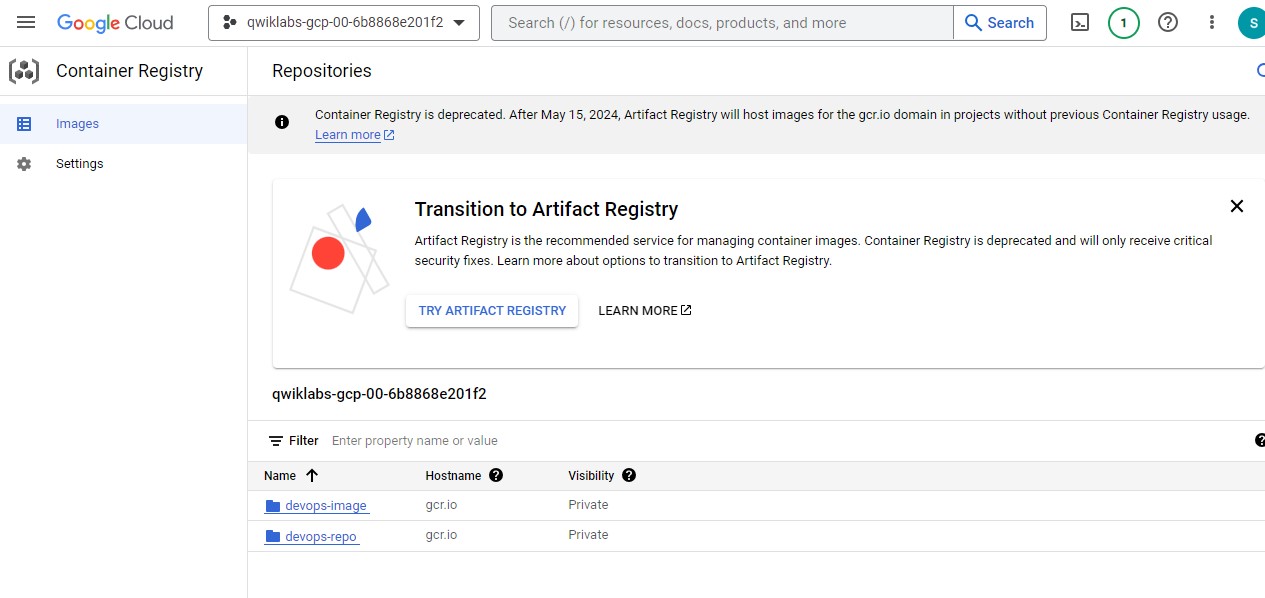 Google Cloud
qwiklabs-gcp-00-6b8868e201f2
Search (/) for resources, docs, products, and more
Search
1
S
Container Registry
Repositories
Images
Settings
Container Registry is deprecated. After May 15, 2024, Artifact Registry will host images for the gcr.io domain in projects without previous Container Registry usage.
Learn more
Transition to Artifact Registry
Artifact Registry is the recommended service for managing container images. Container Registry is deprecated and will only receive critical
security fixes. Learn more about options to transition to Artifact Registry.
TRY ARTIFACT REGISTRY LEARN MORE
qwiklabs-gcp-00-6b8868e201f2
Filter Enter property name or value
Name Hostname Visibility
devops-image gcr.io Private
devops-repo gcr.io Private